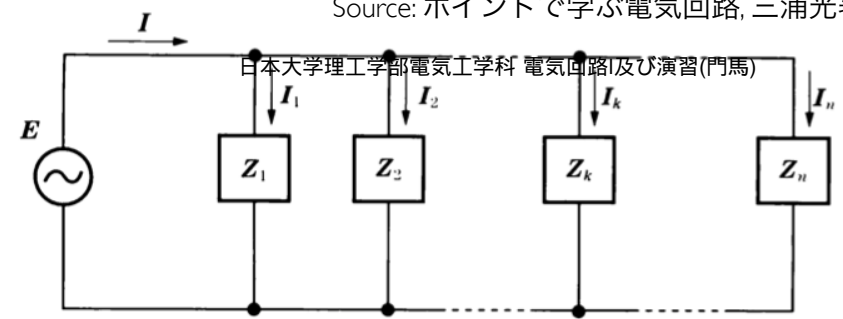 Source: ポイントで学ぶ電気回路, 三浦光
I
日本大学理工学部電気工学科 電気回路I及び演習(門馬)
I1 I2 Ik In
E
Z1 Z2 Zk Zn